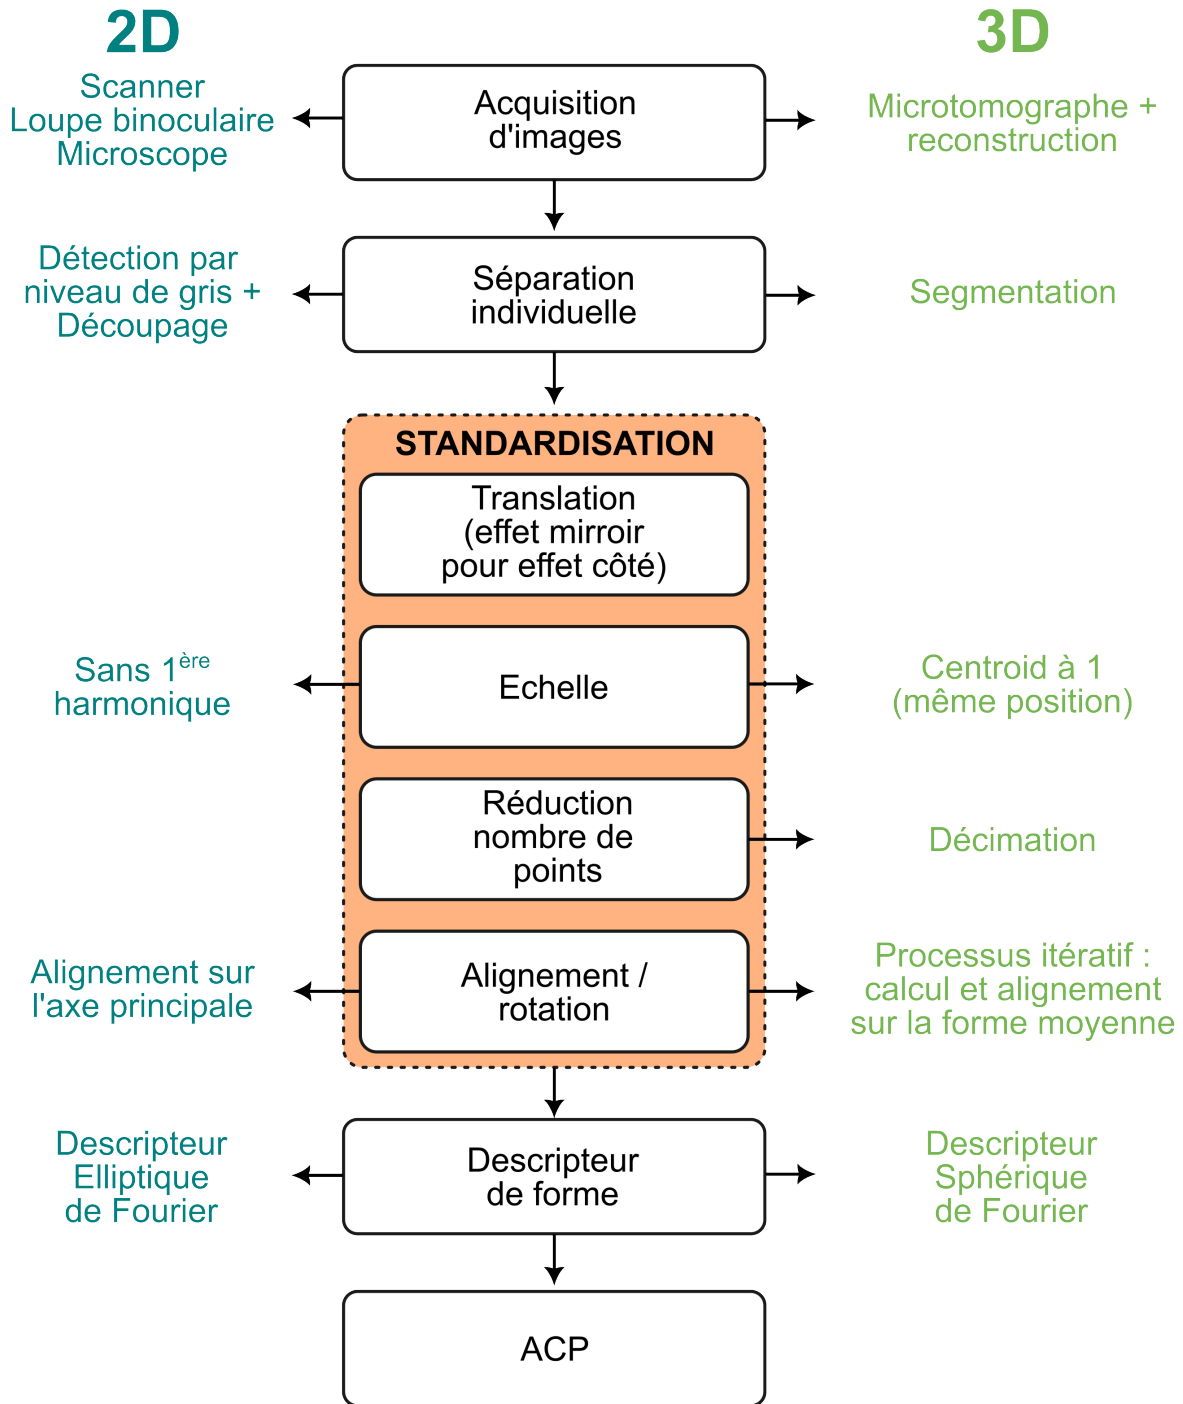 2D
3D
Scanner
Loupe binoculaire
Microscope
Acquisition
d'images
Microtomographe +
reconstruction
Détection par
niveau de gris +
Découpage
Séparation
individuelle
Segmentation
STANDARDISATION
Translation
(effet mirroir
pour effet côté)
Sans 1ère
harmonique
Echelle
Centroid à 1
(même position)
Réduction
nombre de
points
Décimation
Alignement sur
l'axe principale
Alignement /
rotation
Processus itératif :
calcul et alignement
sur la forme moyenne
Descripteur
Elliptique
de Fourier
Descripteur
de forme
Descripteur
Sphérique
de Fourier
ACP